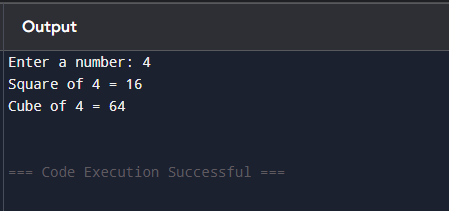 Output
Enter a number: 4
Square of 4 = 16
Cube of 4 = 64
=== Code Execution Successful ===